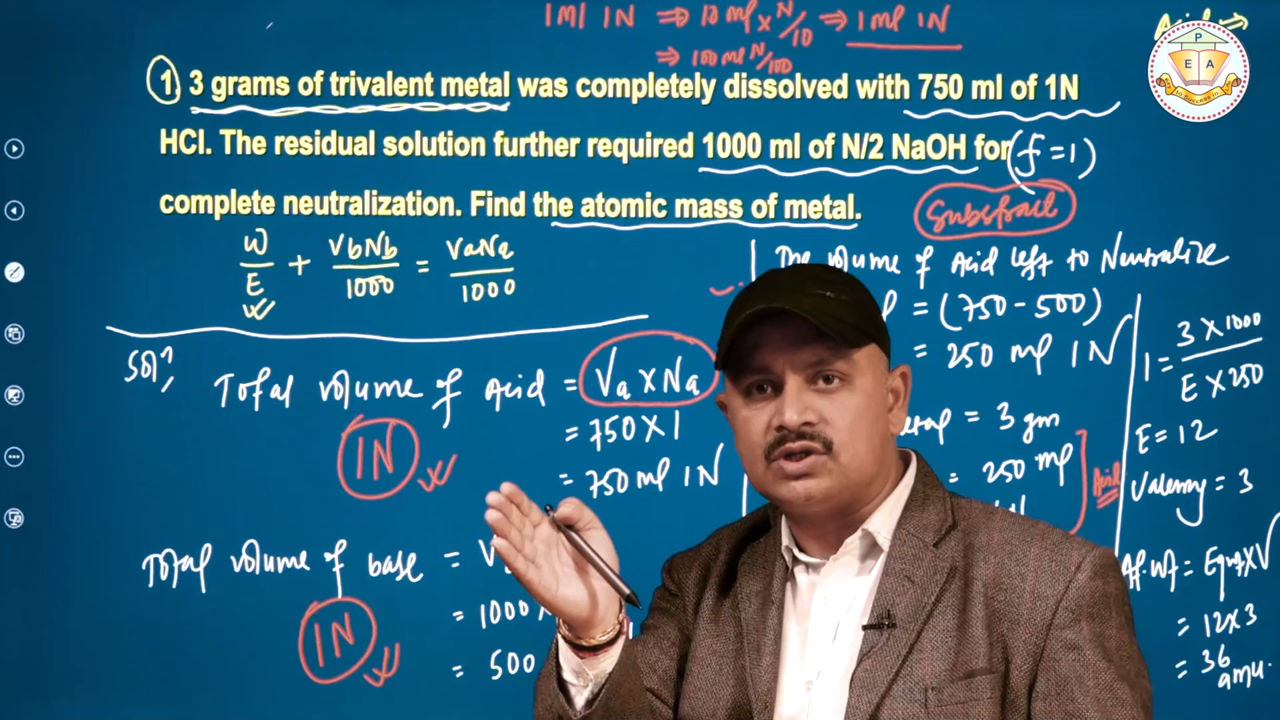 1ml 1N ⇒ 10 ml × N/10 ⇒ 1ml 1N
⇒ 100 ml N/100
P
E A
1. 3 grams of trivalent metal was completely dissolved with 750 ml of 1N
HCl. The residual solution further required 1000 ml of N/2 NaOH for (f = 1)
complete neutralization. Find the atomic mass of metal.
Substract
W/E + VbNb/1000 = VaNa/1000
Sol?,
Total volume of Acid = Va × Na
= 750 × 1
= 750 ml 1N
1N
Total volume of base =
= 1000
= 500
1N
volume of Acid left to Neutralize
= (750 - 500)
= 250 ml 1N
= 3 gm
= 250 ml
Acid
1 = 3 × 1000 / E × 250
E = 12
Valency = 3
At. wt = Eq wt × V
= 12 × 3
= 36 amu.